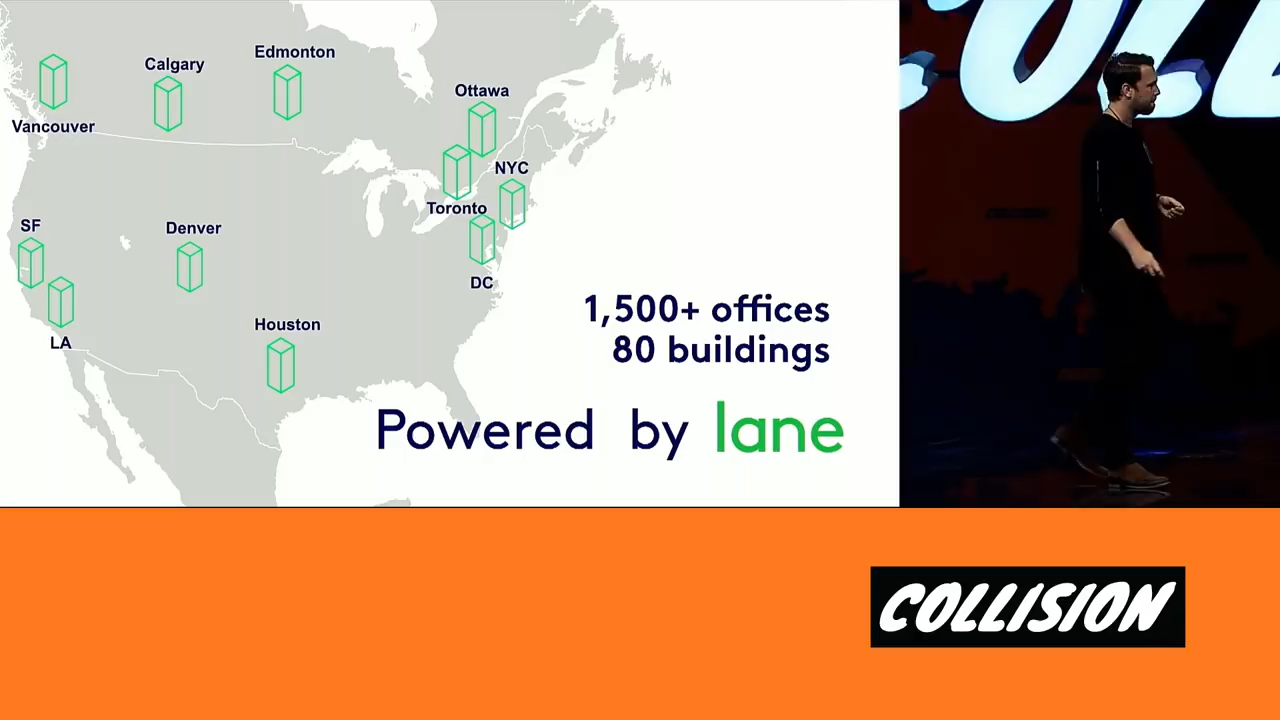 Edmonton
Calgary
Ottawa
Vancouver
NYC
Toronto
SF
Denver
DC
Houston
LA
1,500+ offices
80 buildings
Powered by lane
COLLISION